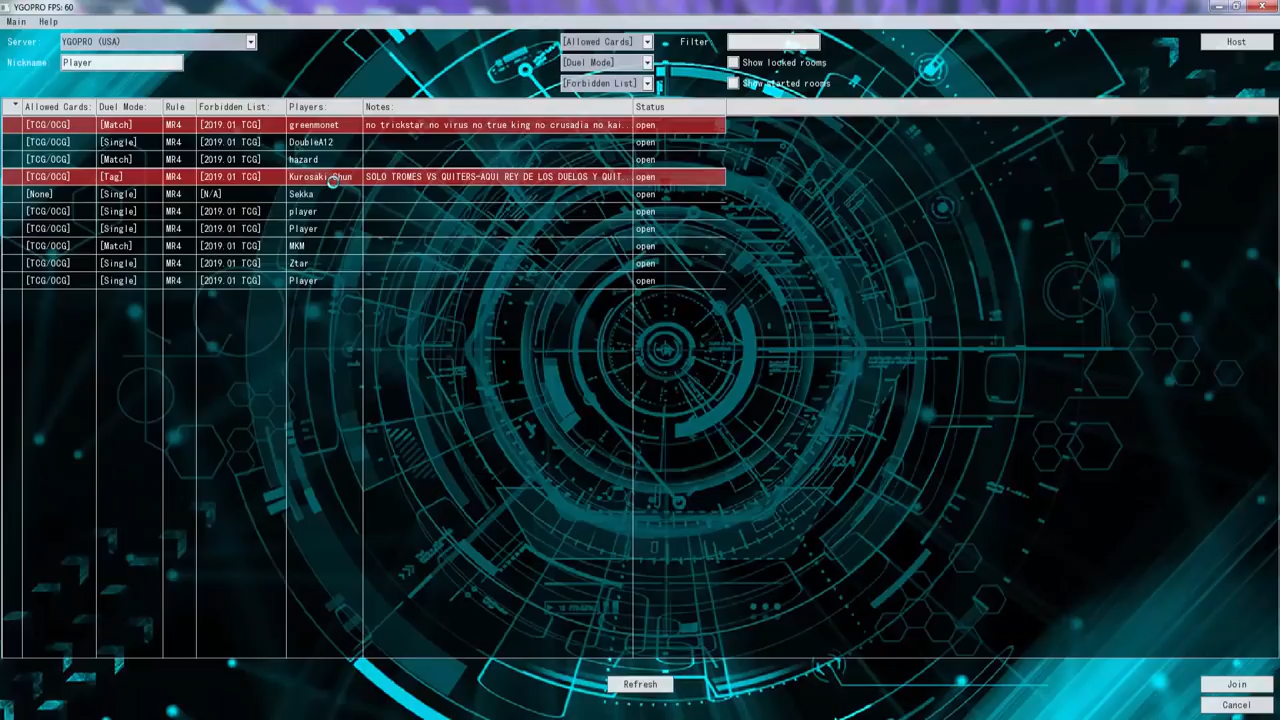 YGOPRO FPS: 60
Main Help
Server: YGOPRO (USA) [Allowed Cards] Filter Host
Nickname Player [Duel Mode] Show locked rooms
[Forbidden List] Show started rooms
Allowed Cards: Duel Mode: Rule Forbidden List: Players: Notes: Status
[TCG/OCG] [Match] MR4 [2019.01 TCG] greenmonet no trickstar no virus no true king no crusadia no kai... open
[TCG/OCG] [Single] MR4 [2019.01 TCG] DoubleA12 open
[TCG/OCG] [Match] MR4 [2019.01 TCG] hazard open
[TCG/OCG] [Tag] MR4 [2019.01 TCG] Kurosaki Shun SOLO TROMES VS QUITERS-AQUI REY DE LOS DUELOS Y QUIT... open
[None] [Single] MR4 [N/A] Sekka open
[TCG/OCG] [Single] MR4 [2019.01 TCG] player open
[TCG/OCG] [Single] MR4 [2019.01 TCG] Player open
[TCG/OCG] [Match] MR4 [2019.01 TCG] MKM open
[TCG/OCG] [Single] MR4 [2019.01 TCG] Ztar open
[TCG/OCG] [Single] MR4 [2019.01 TCG] Player open
23.4
Refresh Join
Cancel